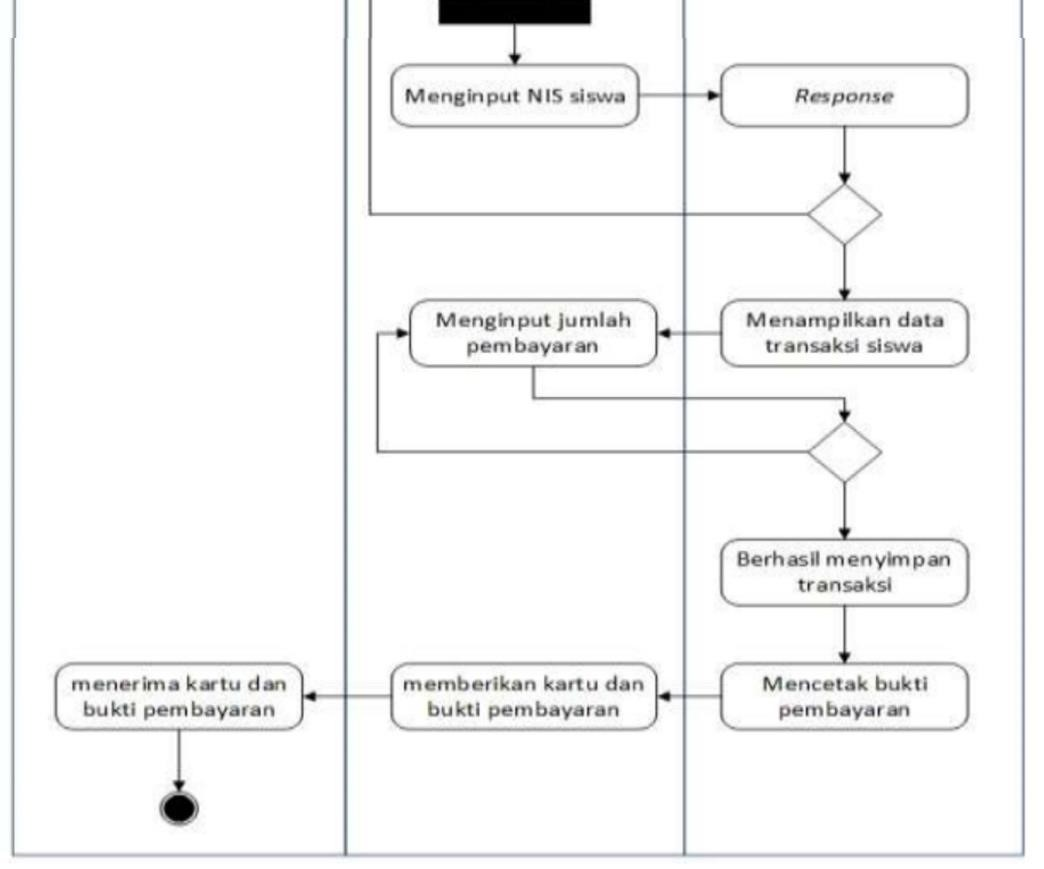 Menginput NIS siswa
Response
Menginput jumlah
pembayaran
Menampilkan data
transaksi siswa
Berhasil menyimpan
transaksi
menerima kartu dan
bukti pembayaran
memberikan kartu dan
bukti pembayaran
Mencetak bukti
pembayaran